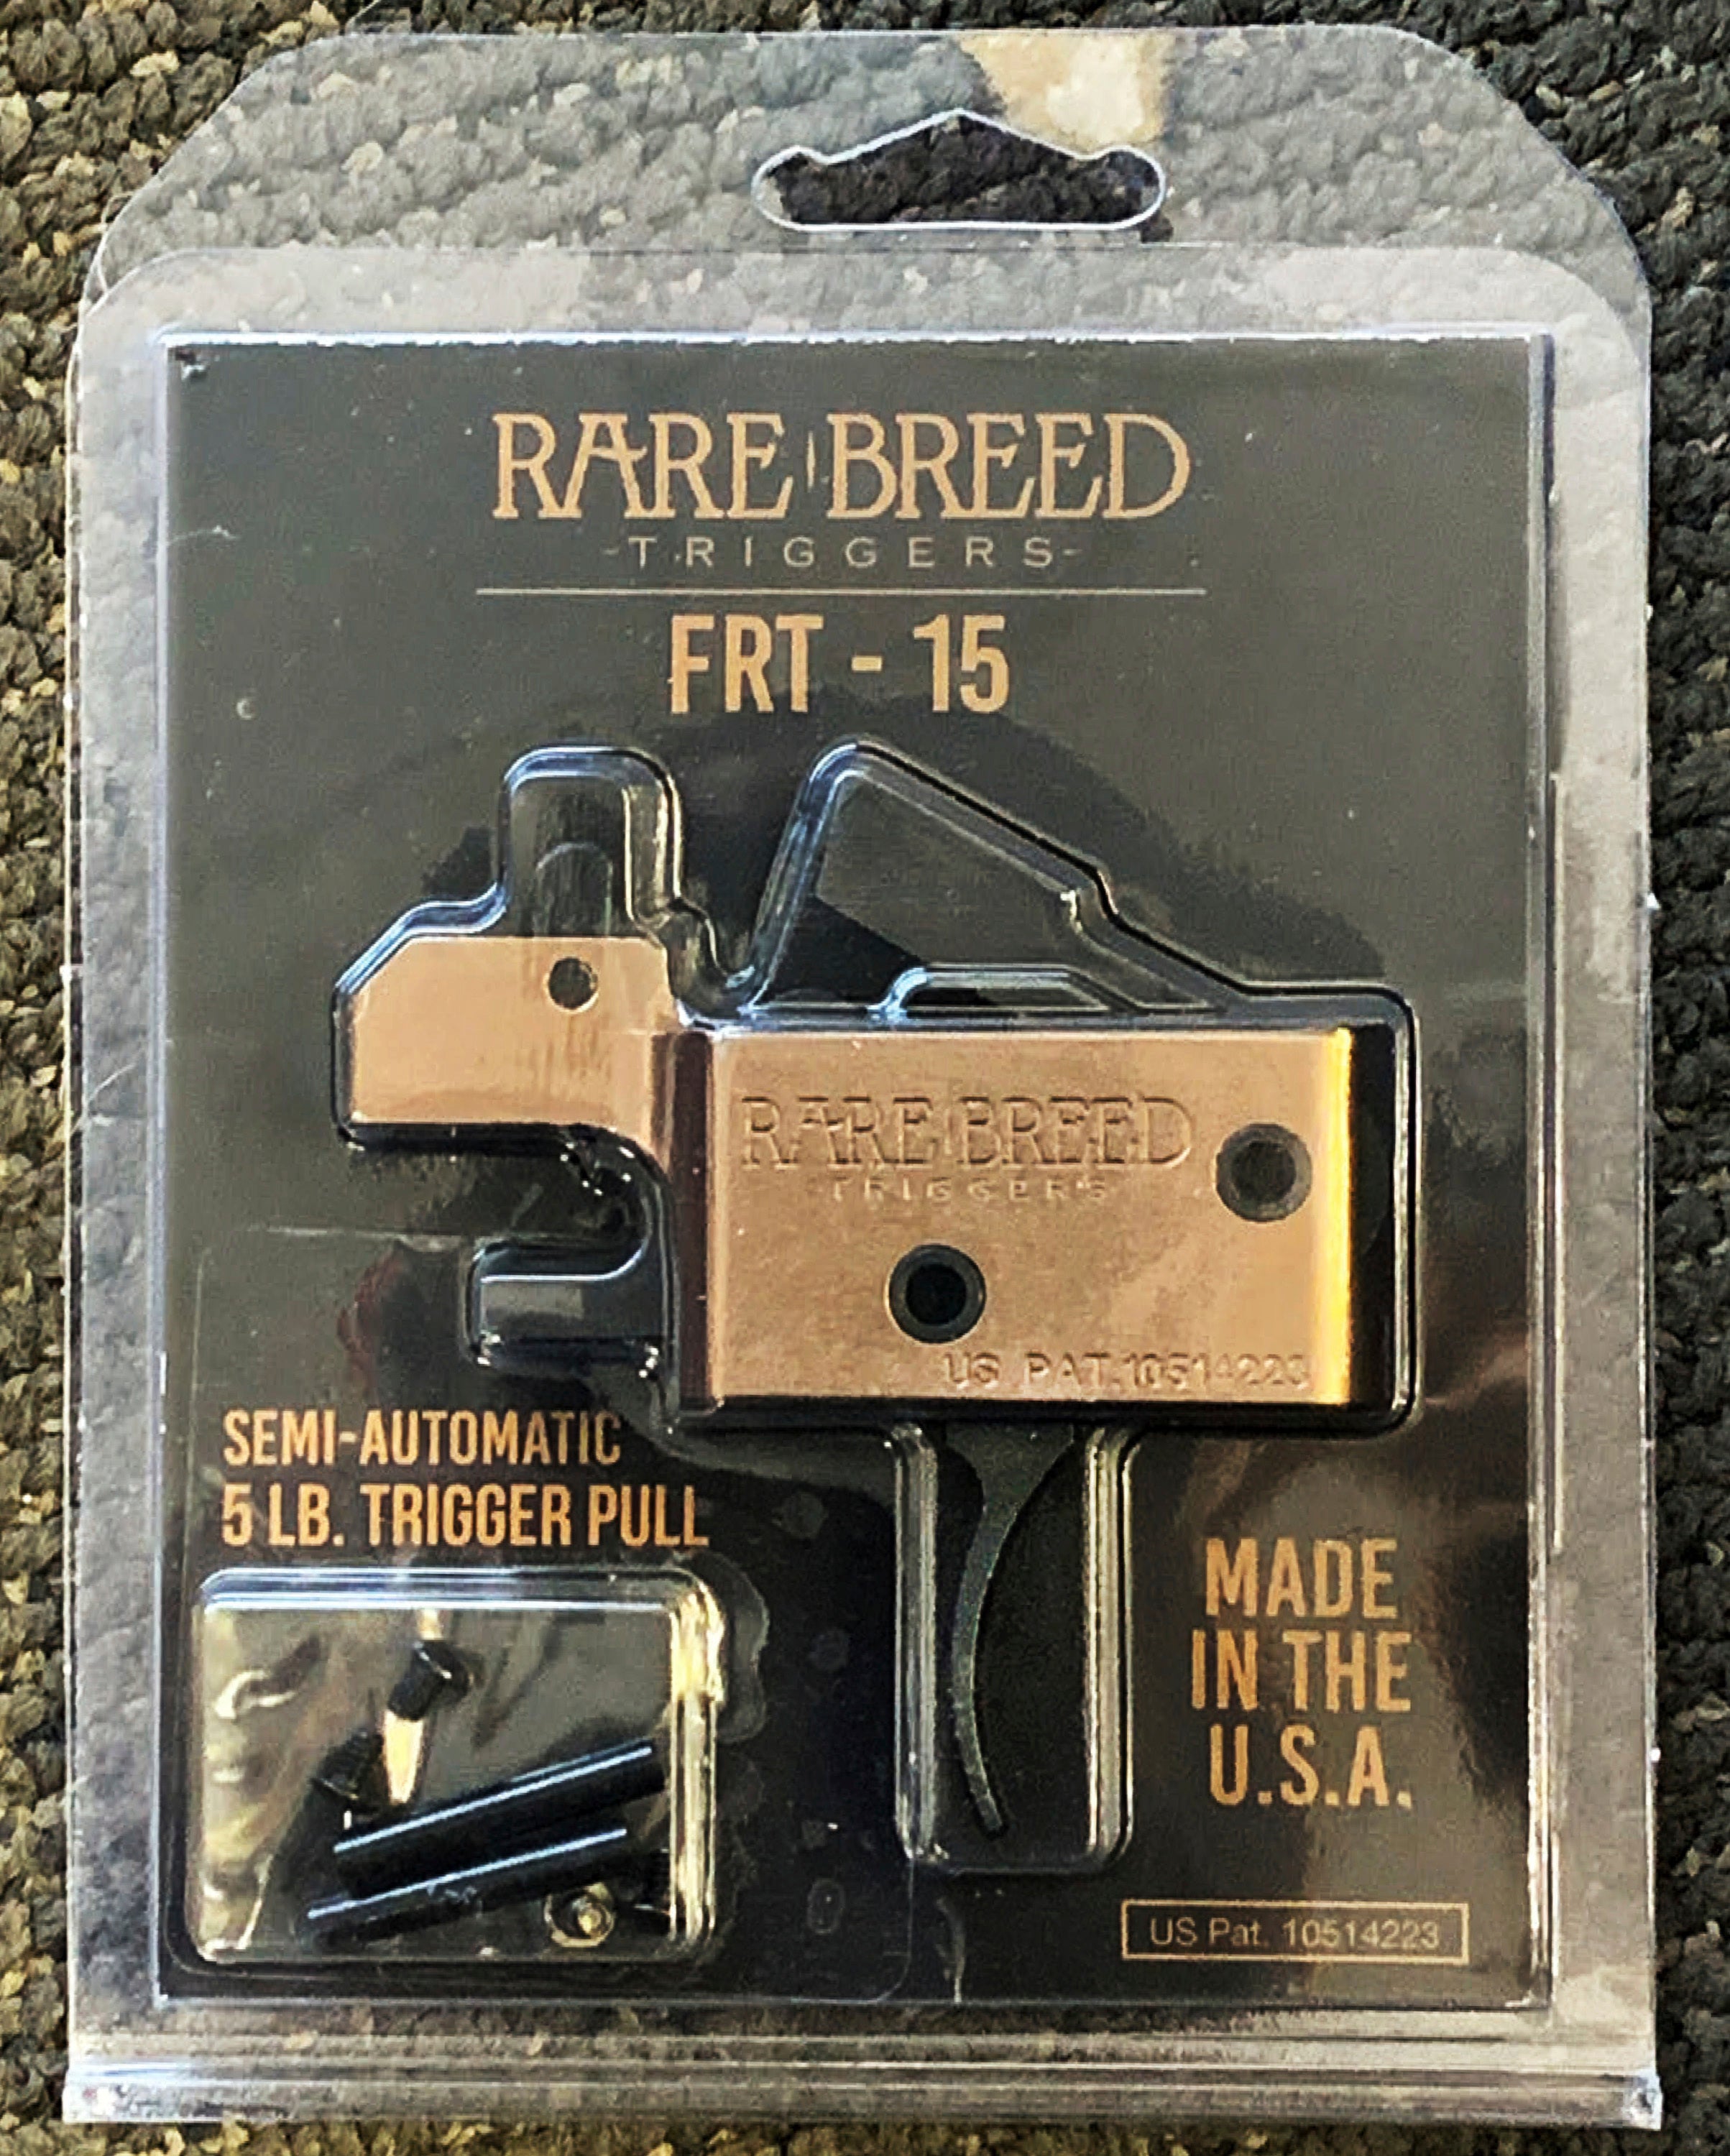 RARE BREED
-TRIGGERS-
FRT - 15
RARE BREED
TRIGGERS
US PAT. 10514223
SEMI-AUTOMATIC
5 LB. TRIGGER PULL
MADE
IN THE
U.S.A.
US Pat. 10514223